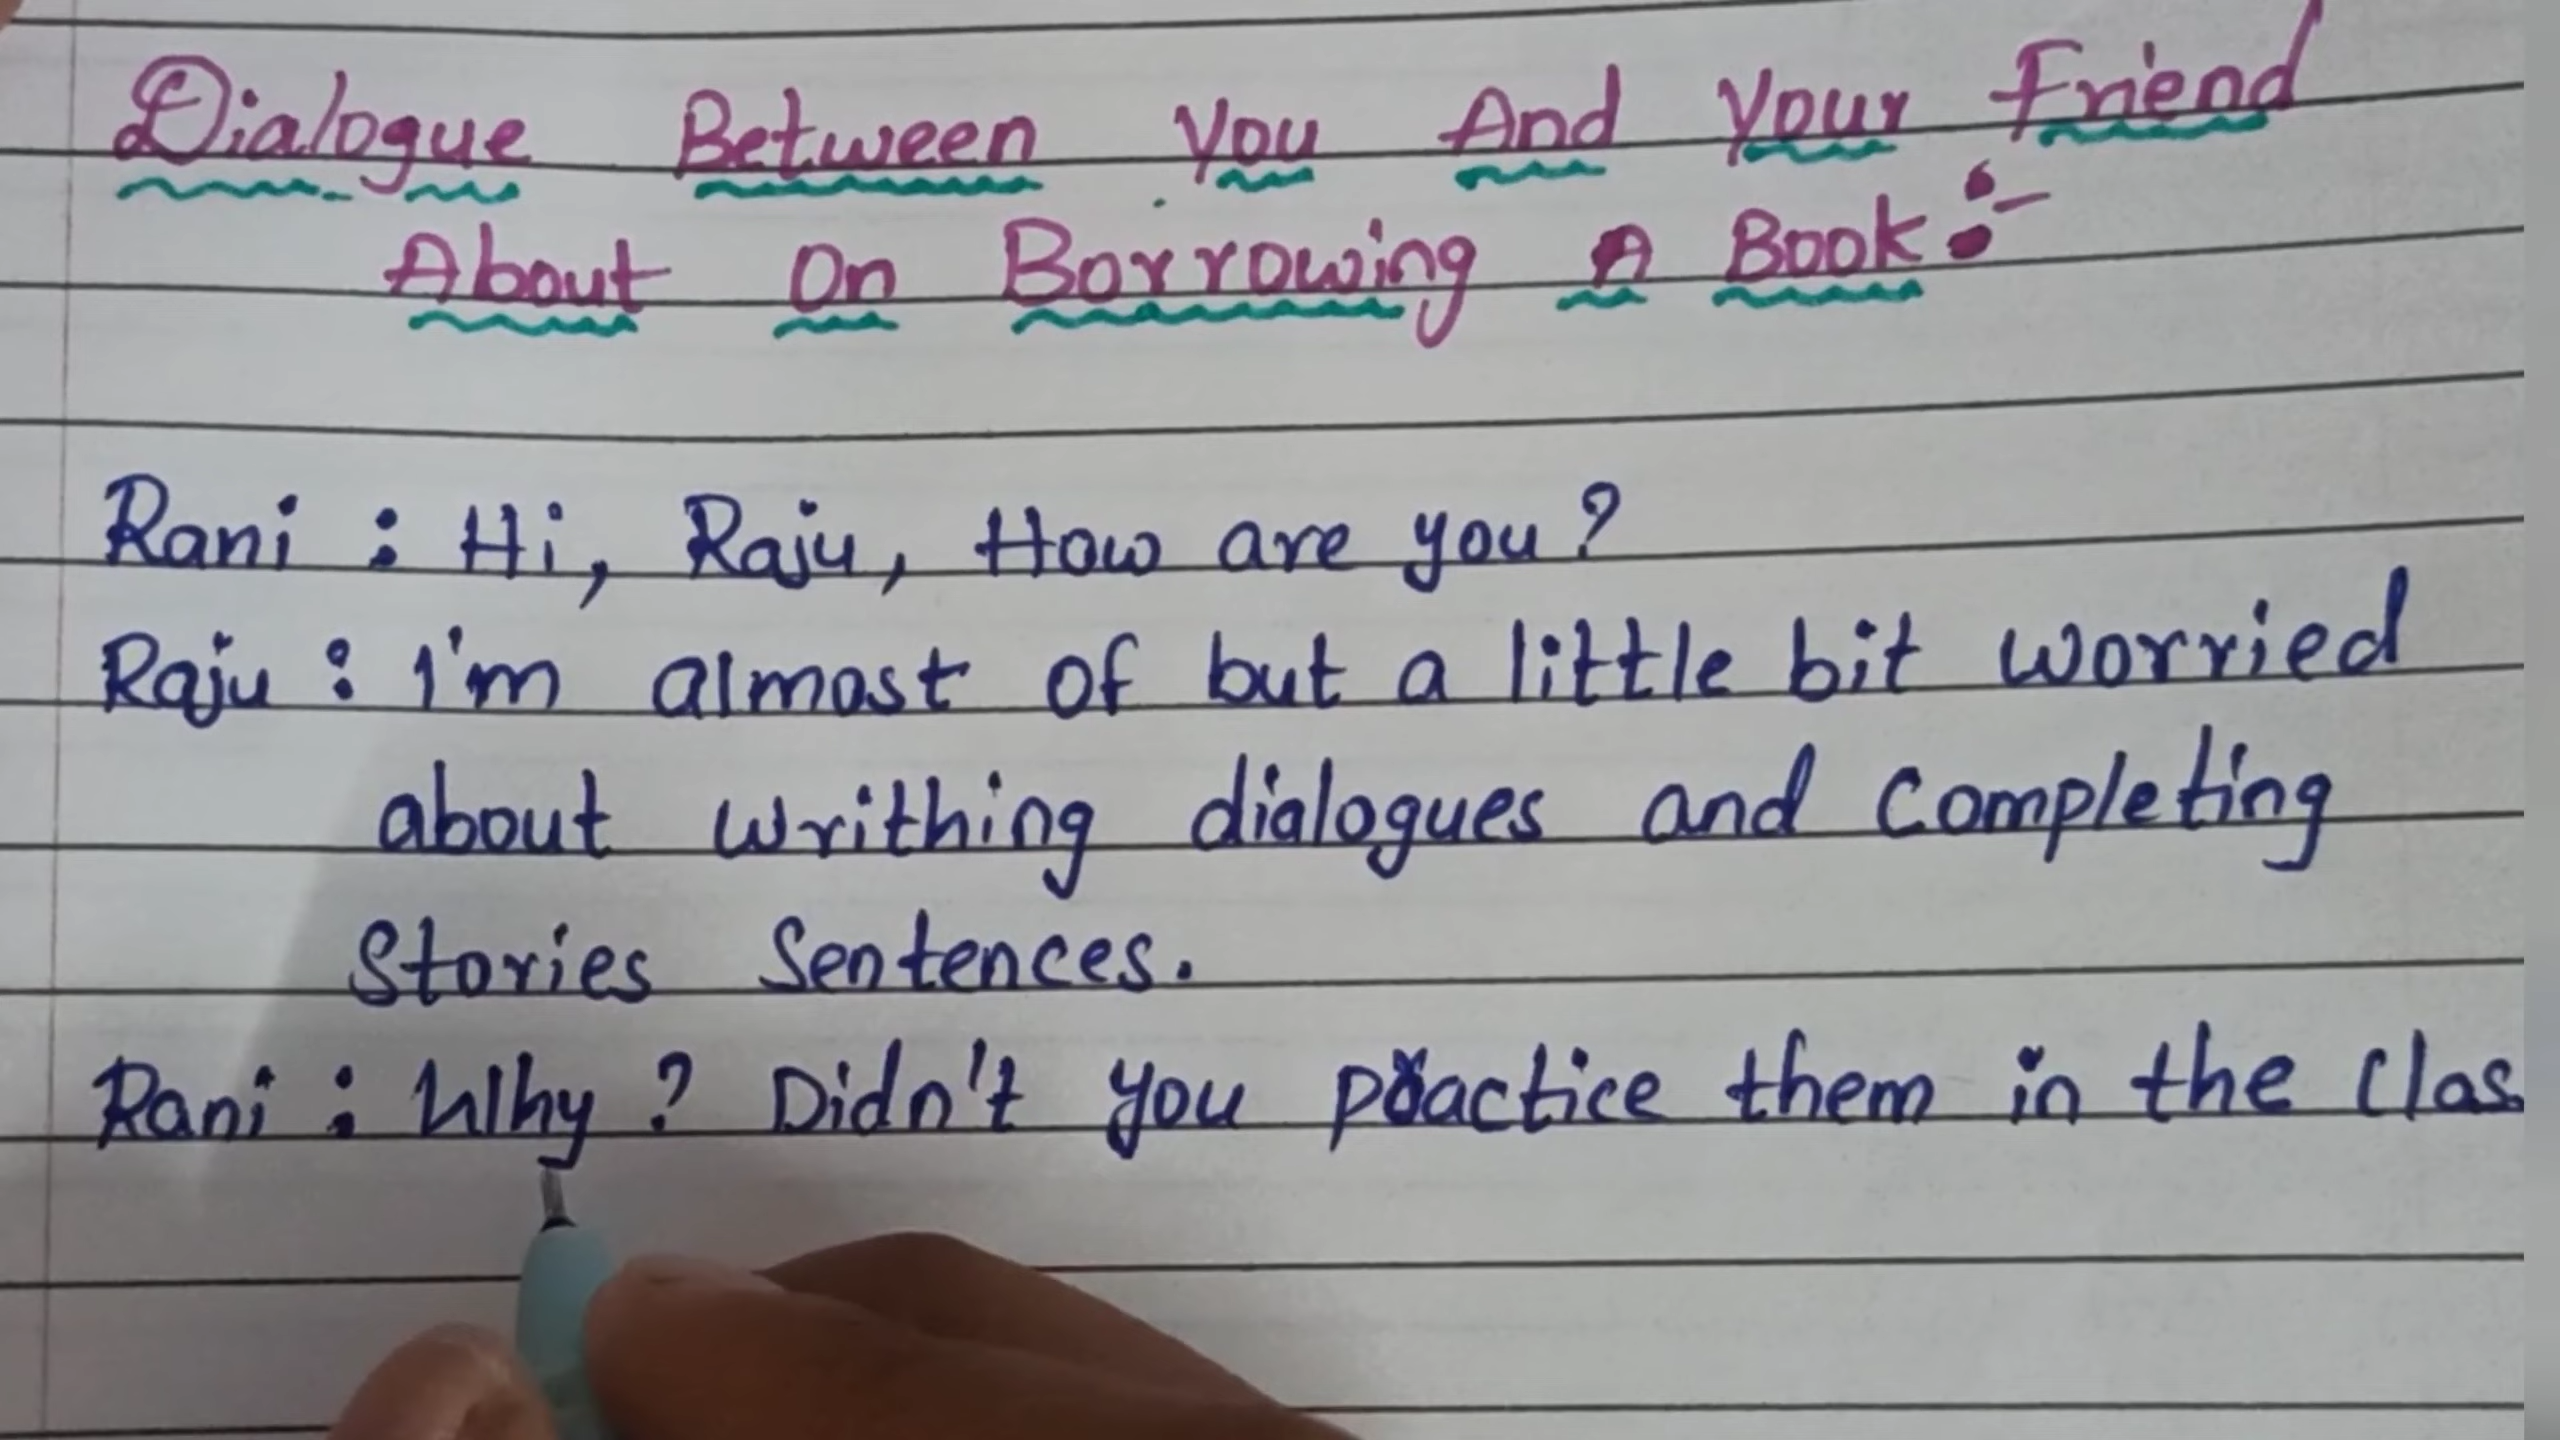 Dialogue Between You And Your Friend
About On Borrowing A Book:-
Rani : Hi, Raju, How are you?
Raju : I'm almost of but a little bit worried
about writhing dialogues and completing
Stories Sentences.
Rani : Why? Didn't you practice them in the Clas